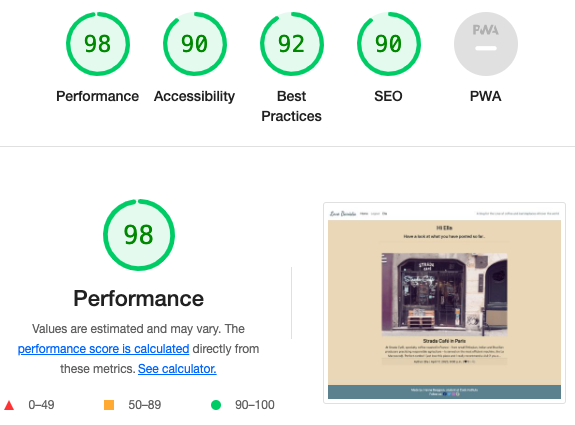 98
90
92
90
PWA
Performance
Accessibility
Best
Practices
SEO
PWA
98
Performance
Values are estimated and may vary. The
performance score is calculated directly from
these metrics. See calculator.
0–49
50–89
90–100
Hi Elle
Have a look at what you have posted so far...
Strada Café in Paris